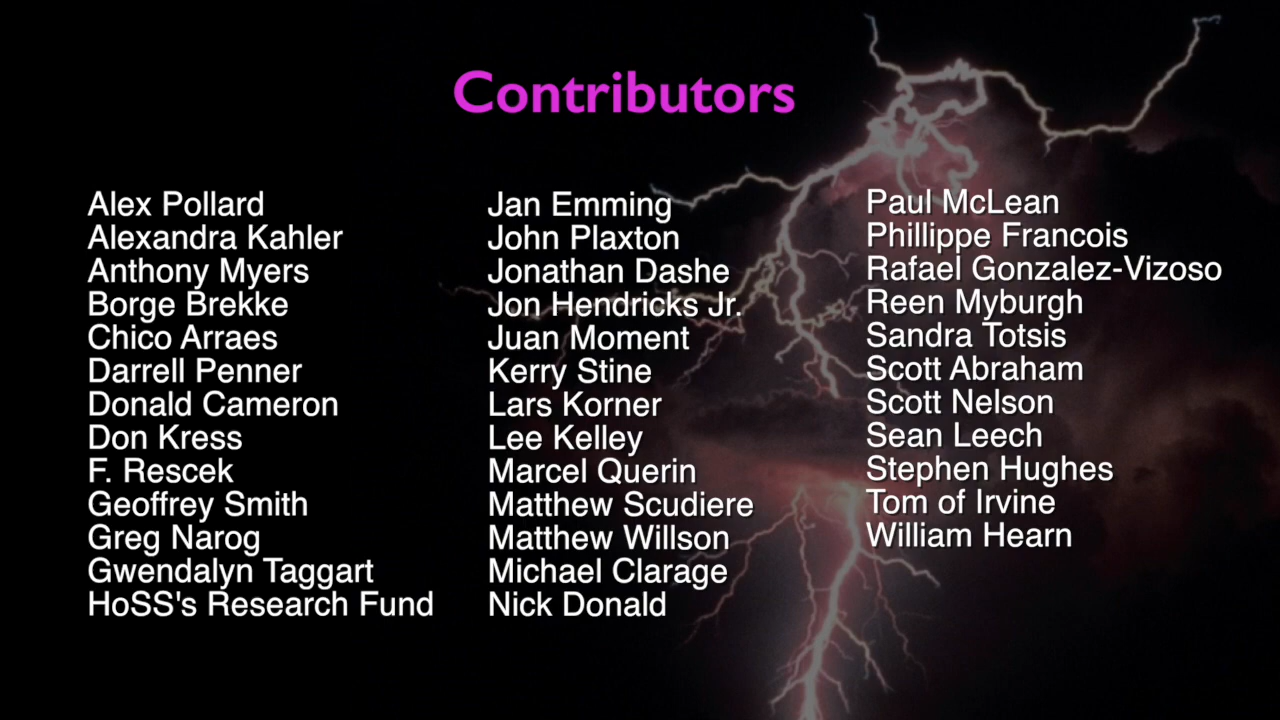 Contributors
Alex Pollard
Alexandra Kahler
Anthony Myers
Borge Brekke
Chico Arraes
Darrell Penner
Donald Cameron
Don Kress
F. Rescek
Geoffrey Smith
Greg Narog
Gwendalyn Taggart
HoSS's Research Fund
Jan Emming
John Plaxton
Jonathan Dashe
Jon Hendricks Jr.
Juan Moment
Kerry Stine
Lars Korner
Lee Kelley
Marcel Querin
Matthew Scudiere
Matthew Willson
Michael Clarage
Nick Donald
Paul McLean
Phillippe Francois
Rafael Gonzalez-Vizoso
Reen Myburgh
Sandra Totsis
Scott Abraham
Scott Nelson
Sean Leech
Stephen Hughes
Tom of Irvine
William Hearn